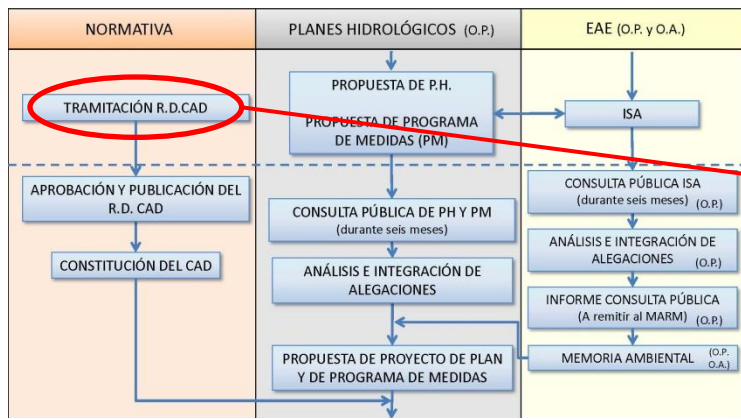 NORMATIVA
TRAMITACIÓN R.D.CAD
APROBACIÓN Y PUBLICACIÓN DEL
R.D. CAD
CONSTITUCIÓN DEL CAD
PLANES HIDROLÓGICOS (O.P.)
PROPUESTA DE P.H.
PROPUESTA DE PROGRAMA
DE MEDIDAS (PM)
CONSULTA PÚBLICA DE PH Y PM
(durante seis meses)
ANÁLISIS E INTEGRACIÓN DE
ALEGACIONES
PROPUESTA DE PROYECTO DE PLAN
Y DE PROGRAMA DE MEDIDAS
EAE (O.P. y O.A.)
ISA
CONSULTA PÚBLICA ISA
(durante seis meses) (O.P.)
ANÁLISIS E INTEGRACIÓN DE
ALEGACIONES (O.P.)
INFORME CONSULTA PÚBLICA
(A remitir al MARM) (O.P.)
MEMORIA AMBIENTAL (O.P.
O.A.)